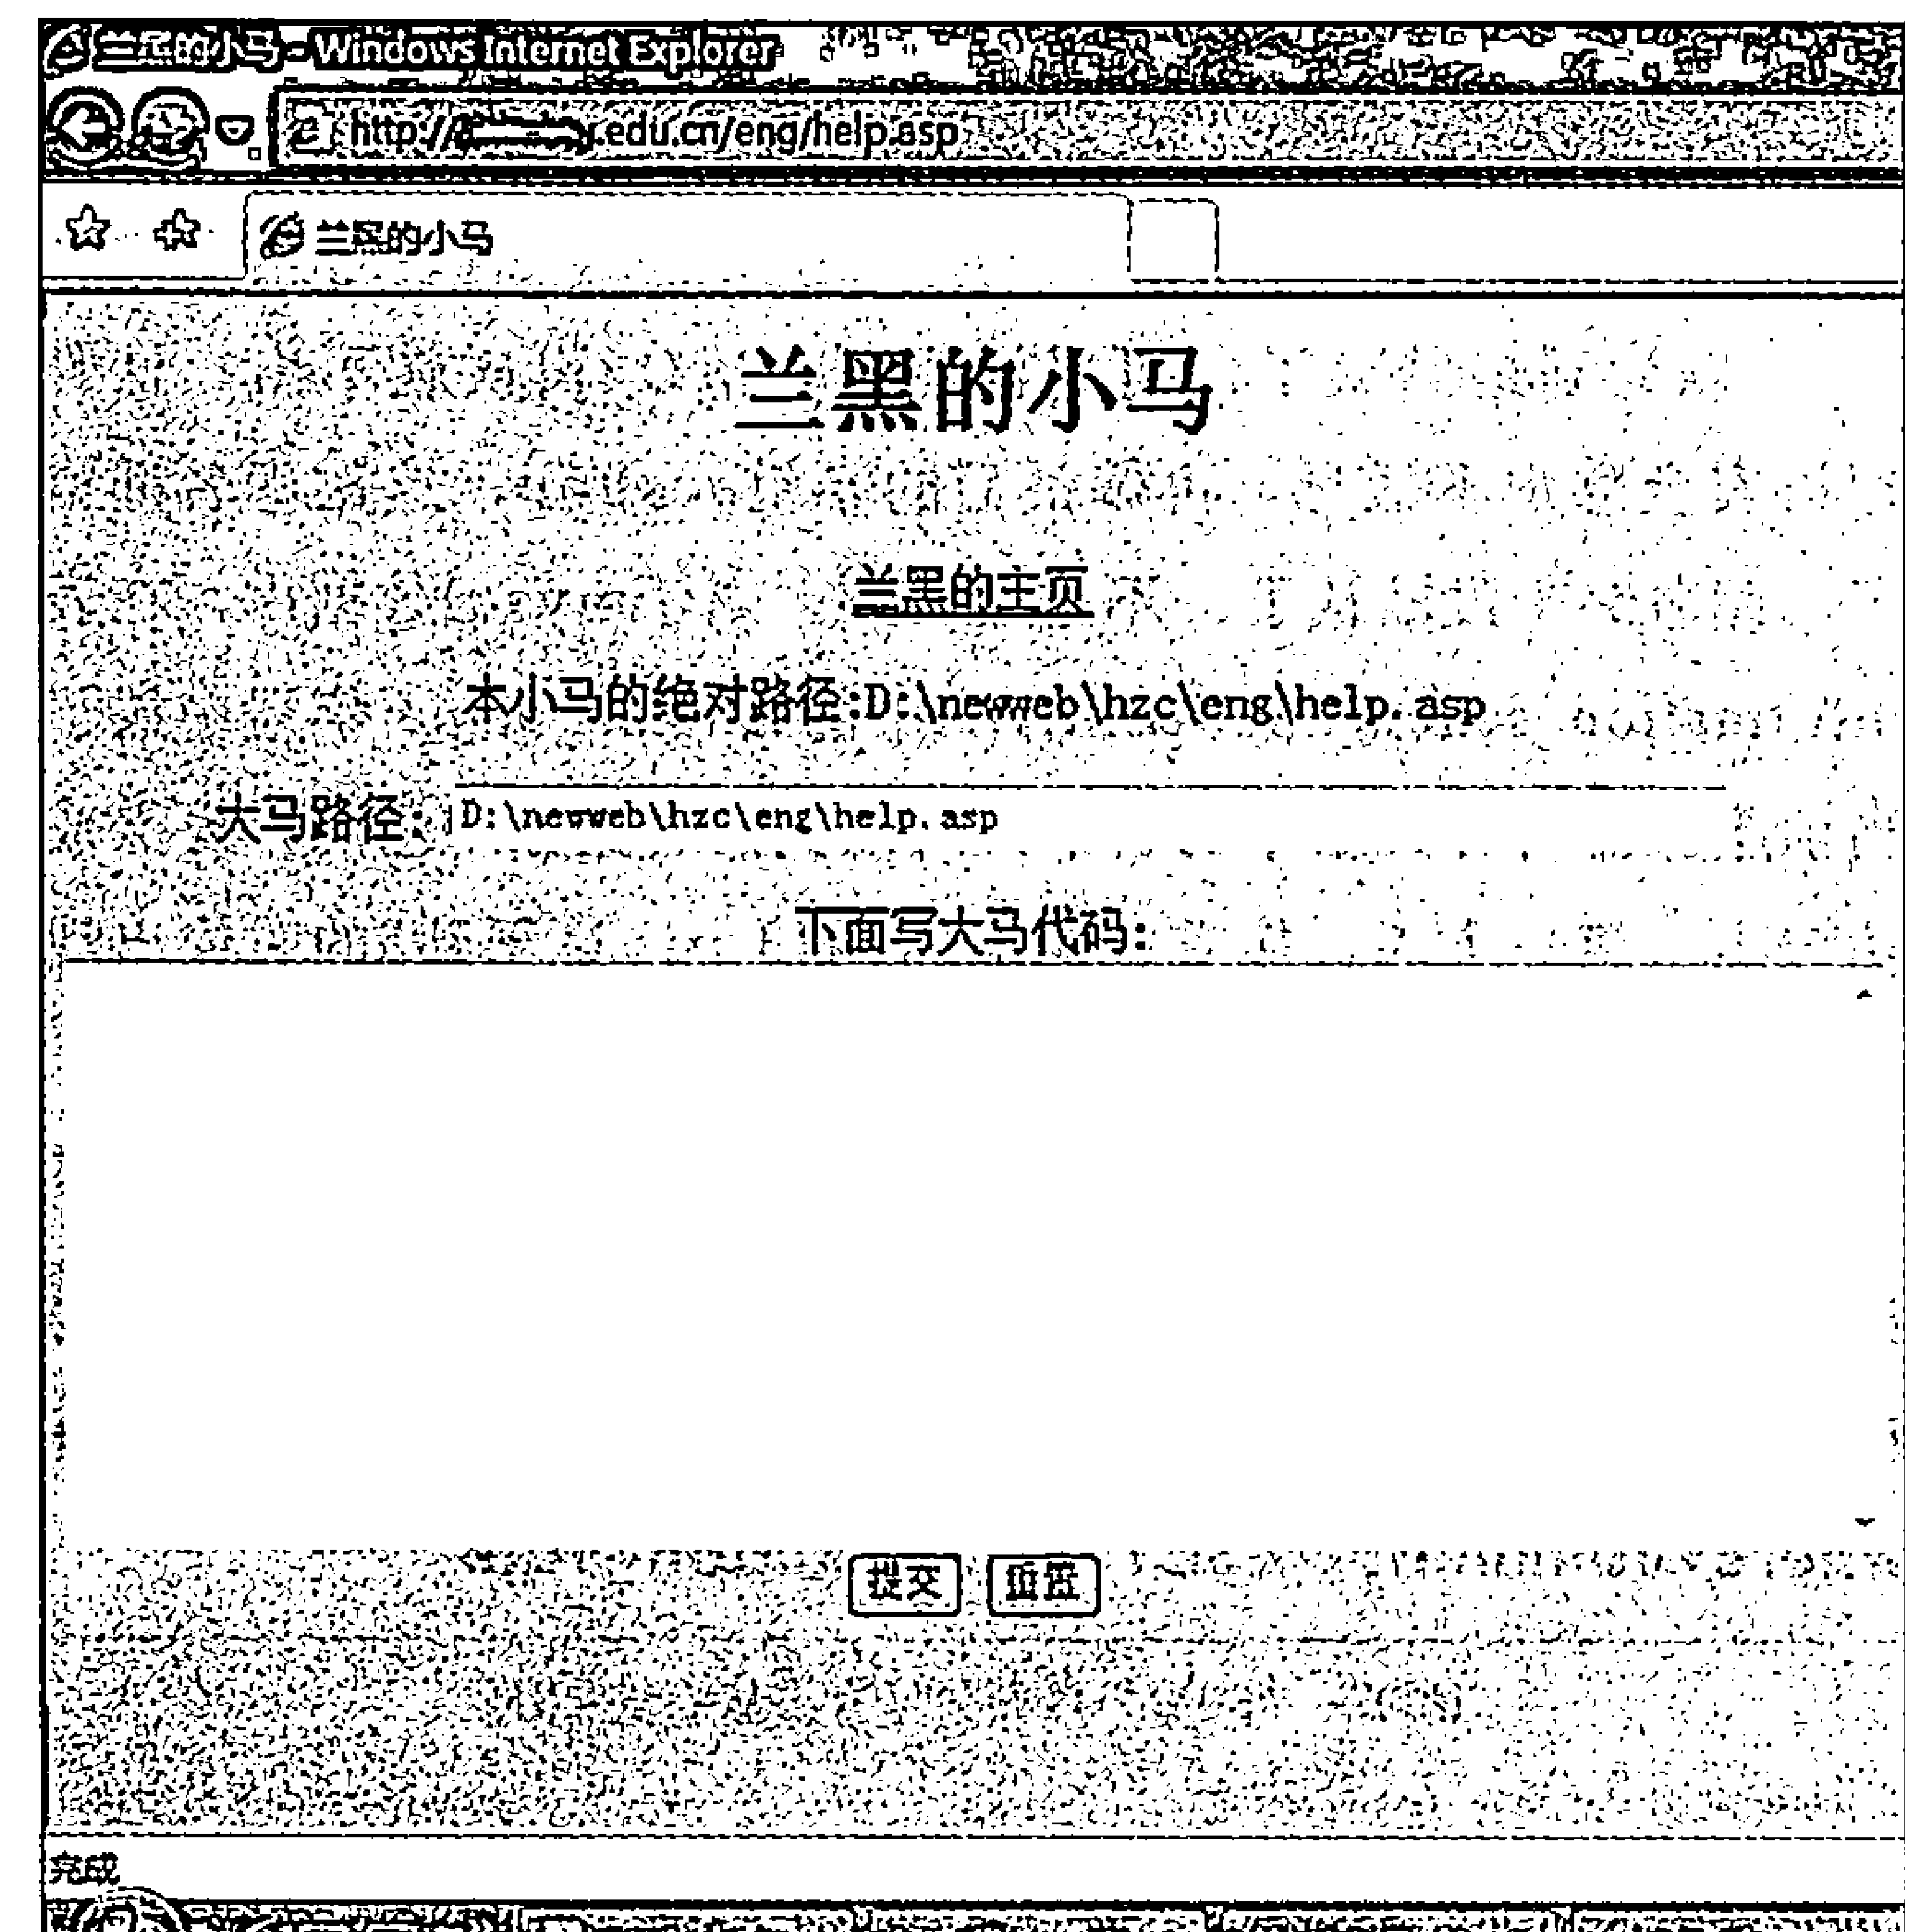 兰黑的小马 - Windows Internet Explorer
http:// .edu.cn/eng/help.asp
兰黑的小马
兰黑的小马
兰黑的主页
本小马的绝对路径:D:\newweb\hzc\eng\help.asp
大马路径: D:\newweb\hzc\eng\help.asp
下面写大马代码:
提交 重置
完成